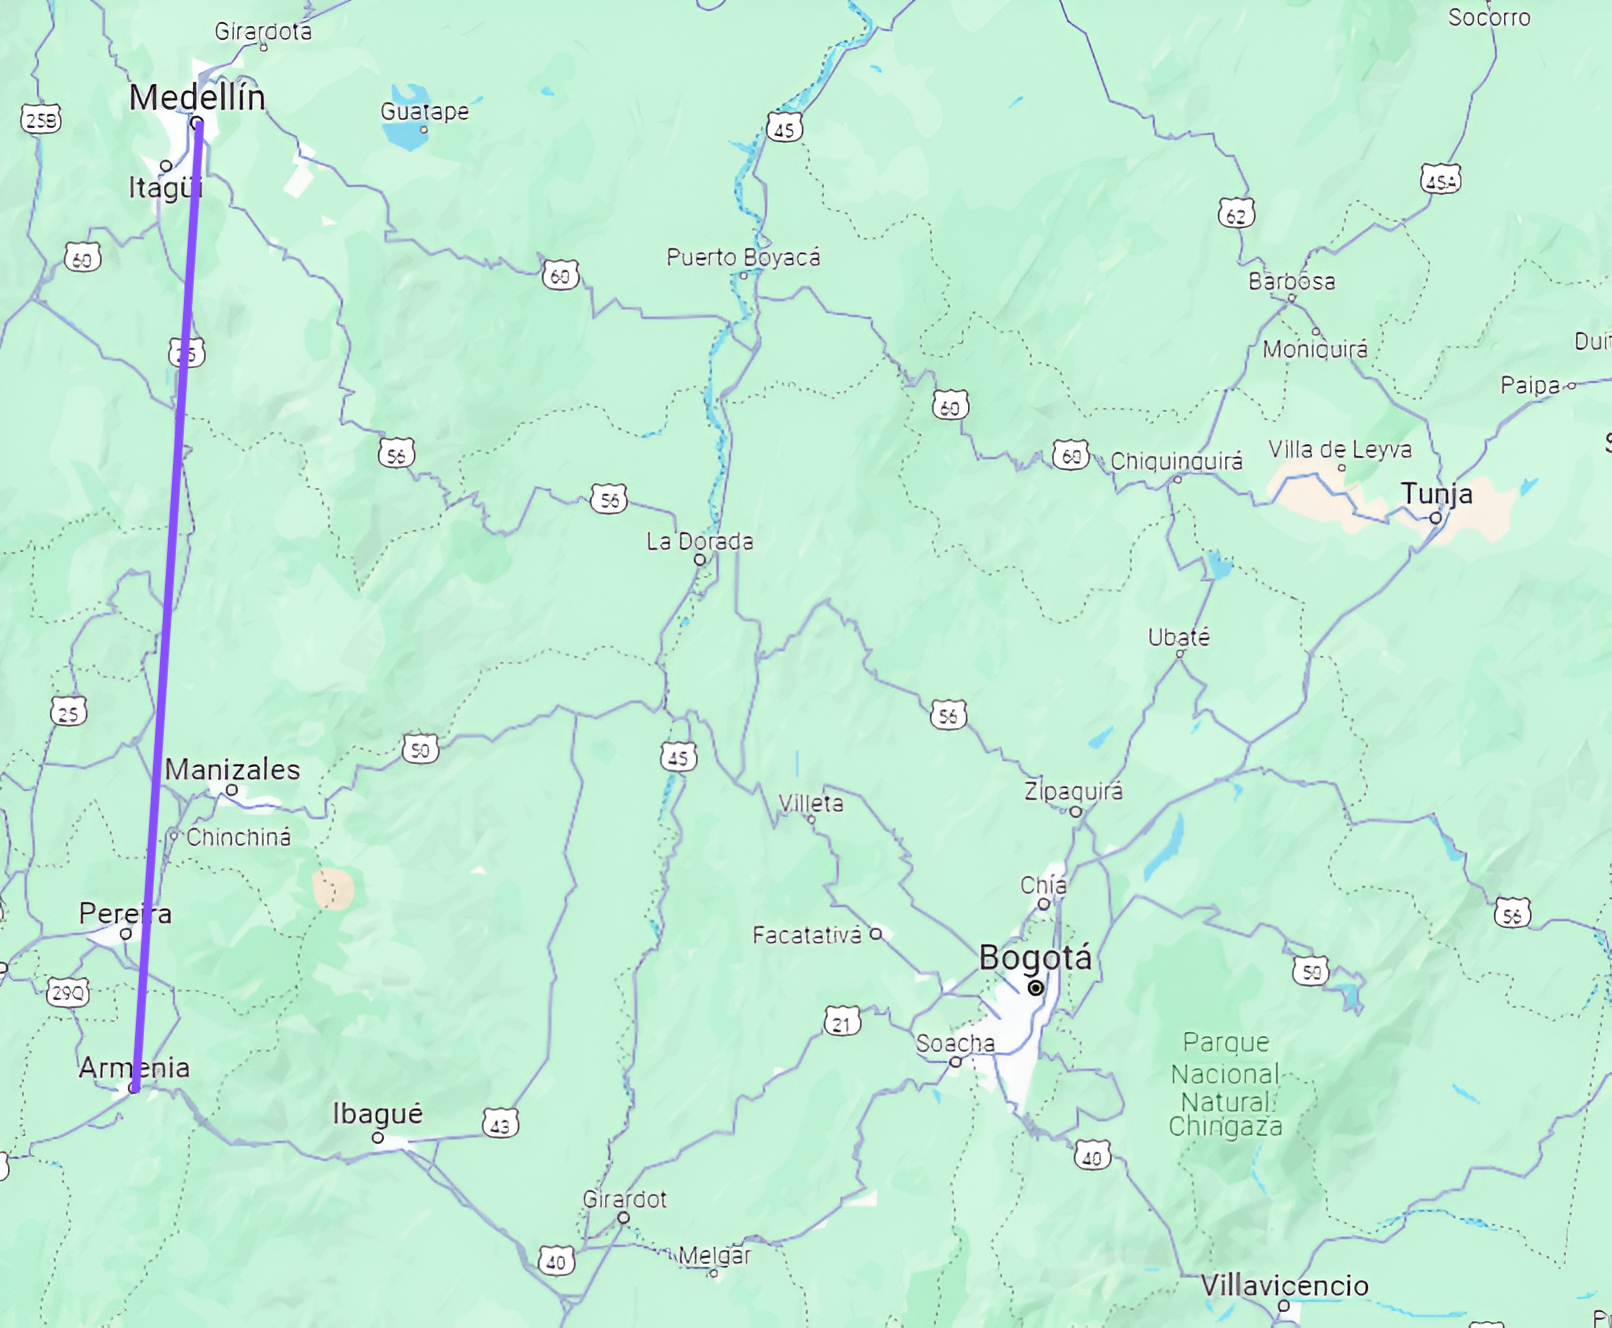 Socorro
Girardota
Medellín
Guatape
25B
45
Itagüí
45A
62
60
Puerto Boyacá
60
Barbosa
Moniquirá
25
Paipa
60
56
60
Chiquinquirá
Villa de Leyva
Tunja
56
La Dorada
Ubaté
25
56
50
45
Manizales
Zipaquirá
Villeta
Chinchiná
Chía
Pereira
56
Facatativá
Bogotá
50
29Q
21
Soacha
Parque
Nacional
Natural
Chingaza
Armenia
Ibagué
43
40
Girardot
Melgar
40
Villavicencio